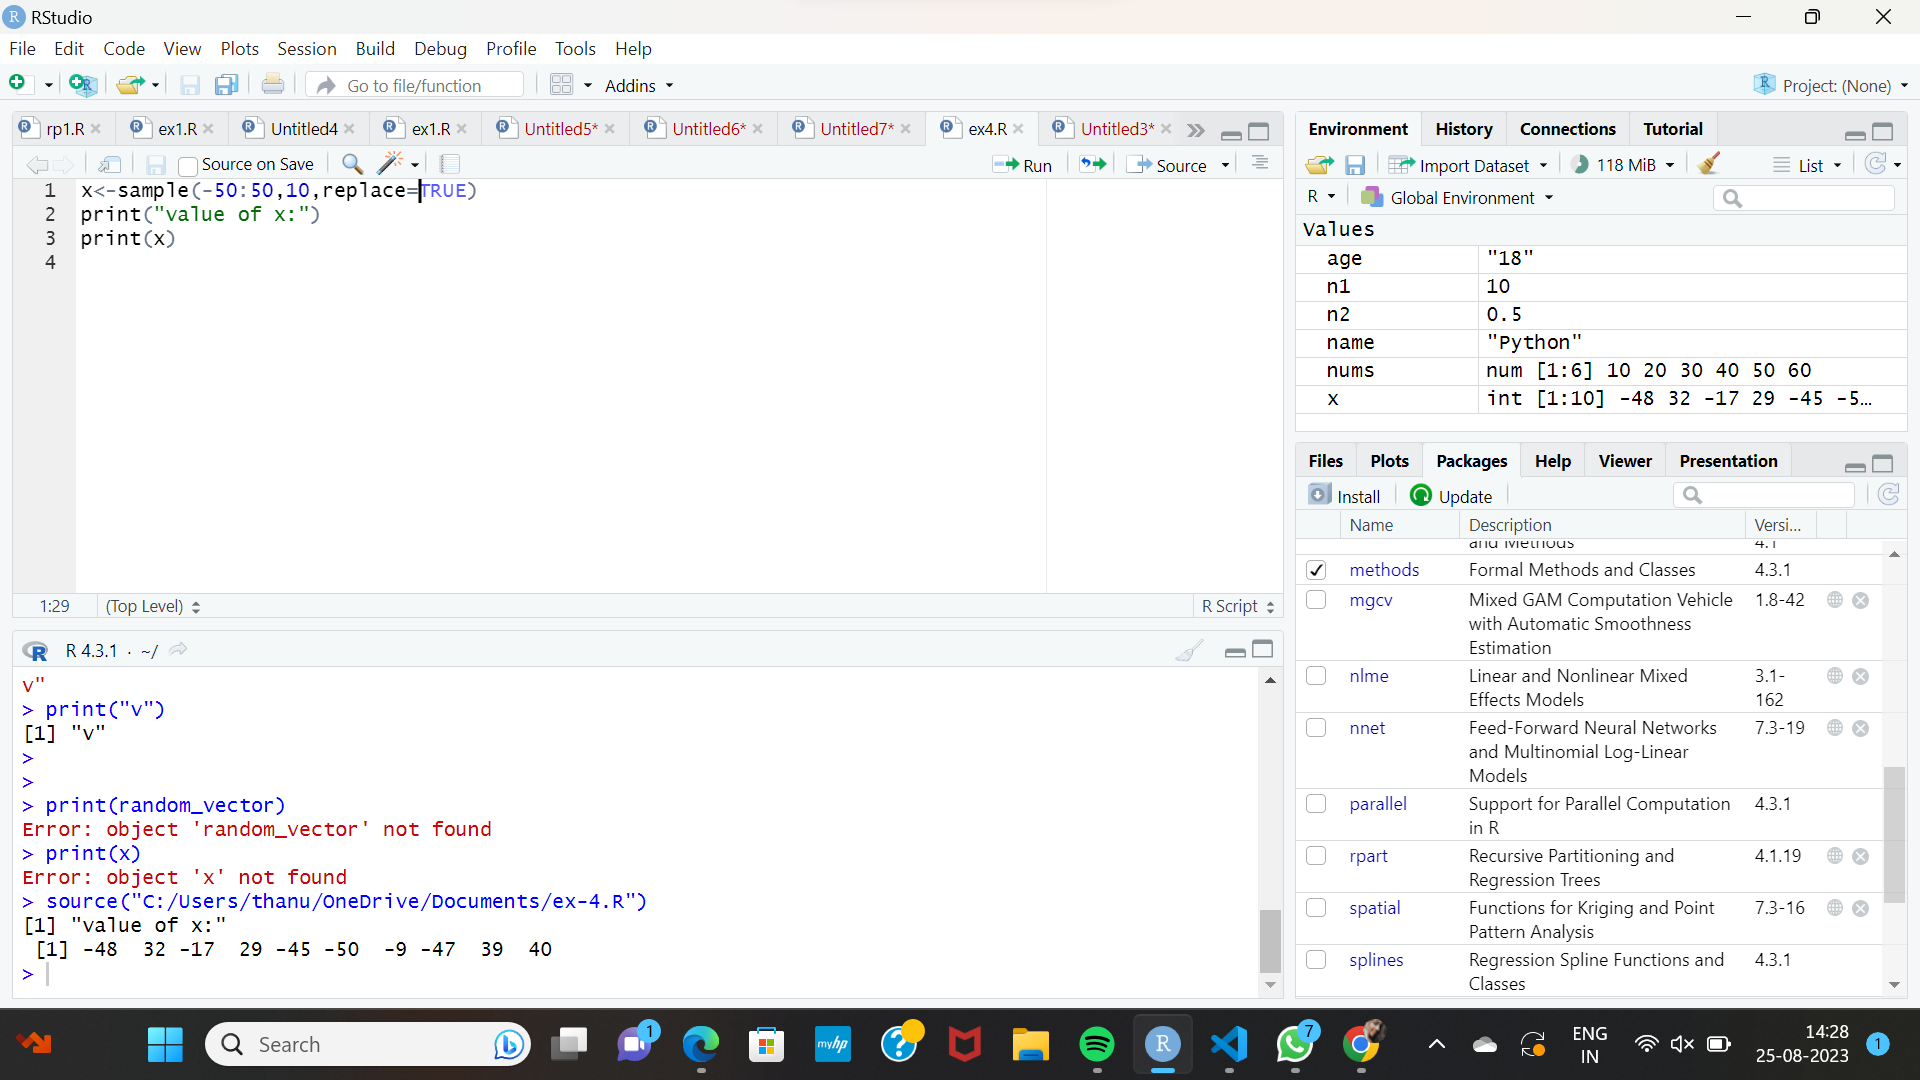 RStudio
File Edit Code View Plots Session Build Debug Profile Tools Help
Go to file/function Addins Project: (None)
rp1.R ex1.R Untitled4 ex1.R Untitled5* Untitled6* Untitled7* ex4.R Untitled3*
Source on Save Run Source
1 x<-sample(-50:50,10,replace=TRUE)
2 print("value of x:")
3 print(x)
4
1:29 (Top Level) R Script
R 4.3.1 · ~/
v"
> print("v")
[1] "v"
>
>
> print(random_vector)
Error: object 'random_vector' not found
> print(x)
Error: object 'x' not found
> source("C:/Users/thanu/OneDrive/Documents/ex-4.R")
[1] "value of x:"
[1] -48 32 -17 29 -45 -50 -9 -47 39 40
>
Environment History Connections Tutorial
Import Dataset 118 MiB List
R Global Environment
Values
age "18"
n1 10
n2 0.5
name "Python"
nums num [1:6] 10 20 30 40 50 60
x int [1:10] -48 32 -17 29 -45 -5…
Files Plots Packages Help Viewer Presentation
Install Update
Name Description Versi...
and Methods 4.1
methods Formal Methods and Classes 4.3.1
mgcv Mixed GAM Computation Vehicle 1.8-42
with Automatic Smoothness
Estimation
nlme Linear and Nonlinear Mixed 3.1-
Effects Models 162
nnet Feed-Forward Neural Networks 7.3-19
and Multinomial Log-Linear
Models
parallel Support for Parallel Computation 4.3.1
in R
rpart Recursive Partitioning and 4.1.19
Regression Trees
spatial Functions for Kriging and Point 7.3-16
Pattern Analysis
splines Regression Spline Functions and 4.3.1
Classes
Search 1 myhp R 7 ENG 14:28 1
IN 25-08-2023